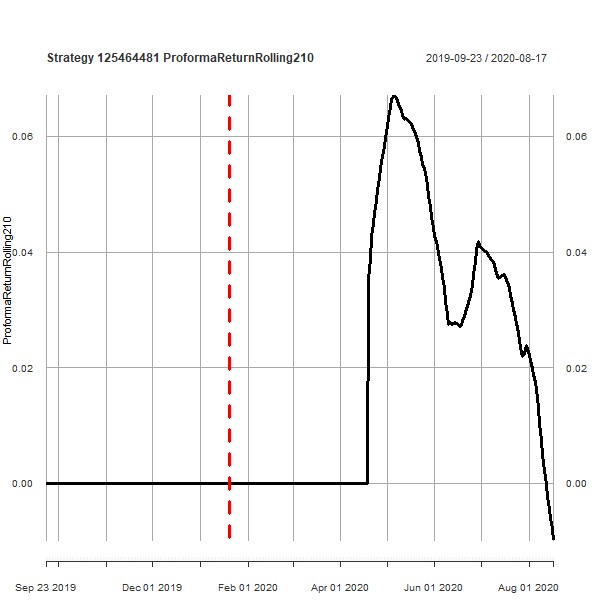 Strategy 125464481 ProformaReturnRolling210
2019-09-23 / 2020-08-17
ProformaReturnRolling210
0.06 0.06
0.04 0.04
0.02 0.02
0.00 0.00
Sep 23 2019 Dec 01 2019 Feb 01 2020 Apr 01 2020 Jun 01 2020 Aug 01 2020